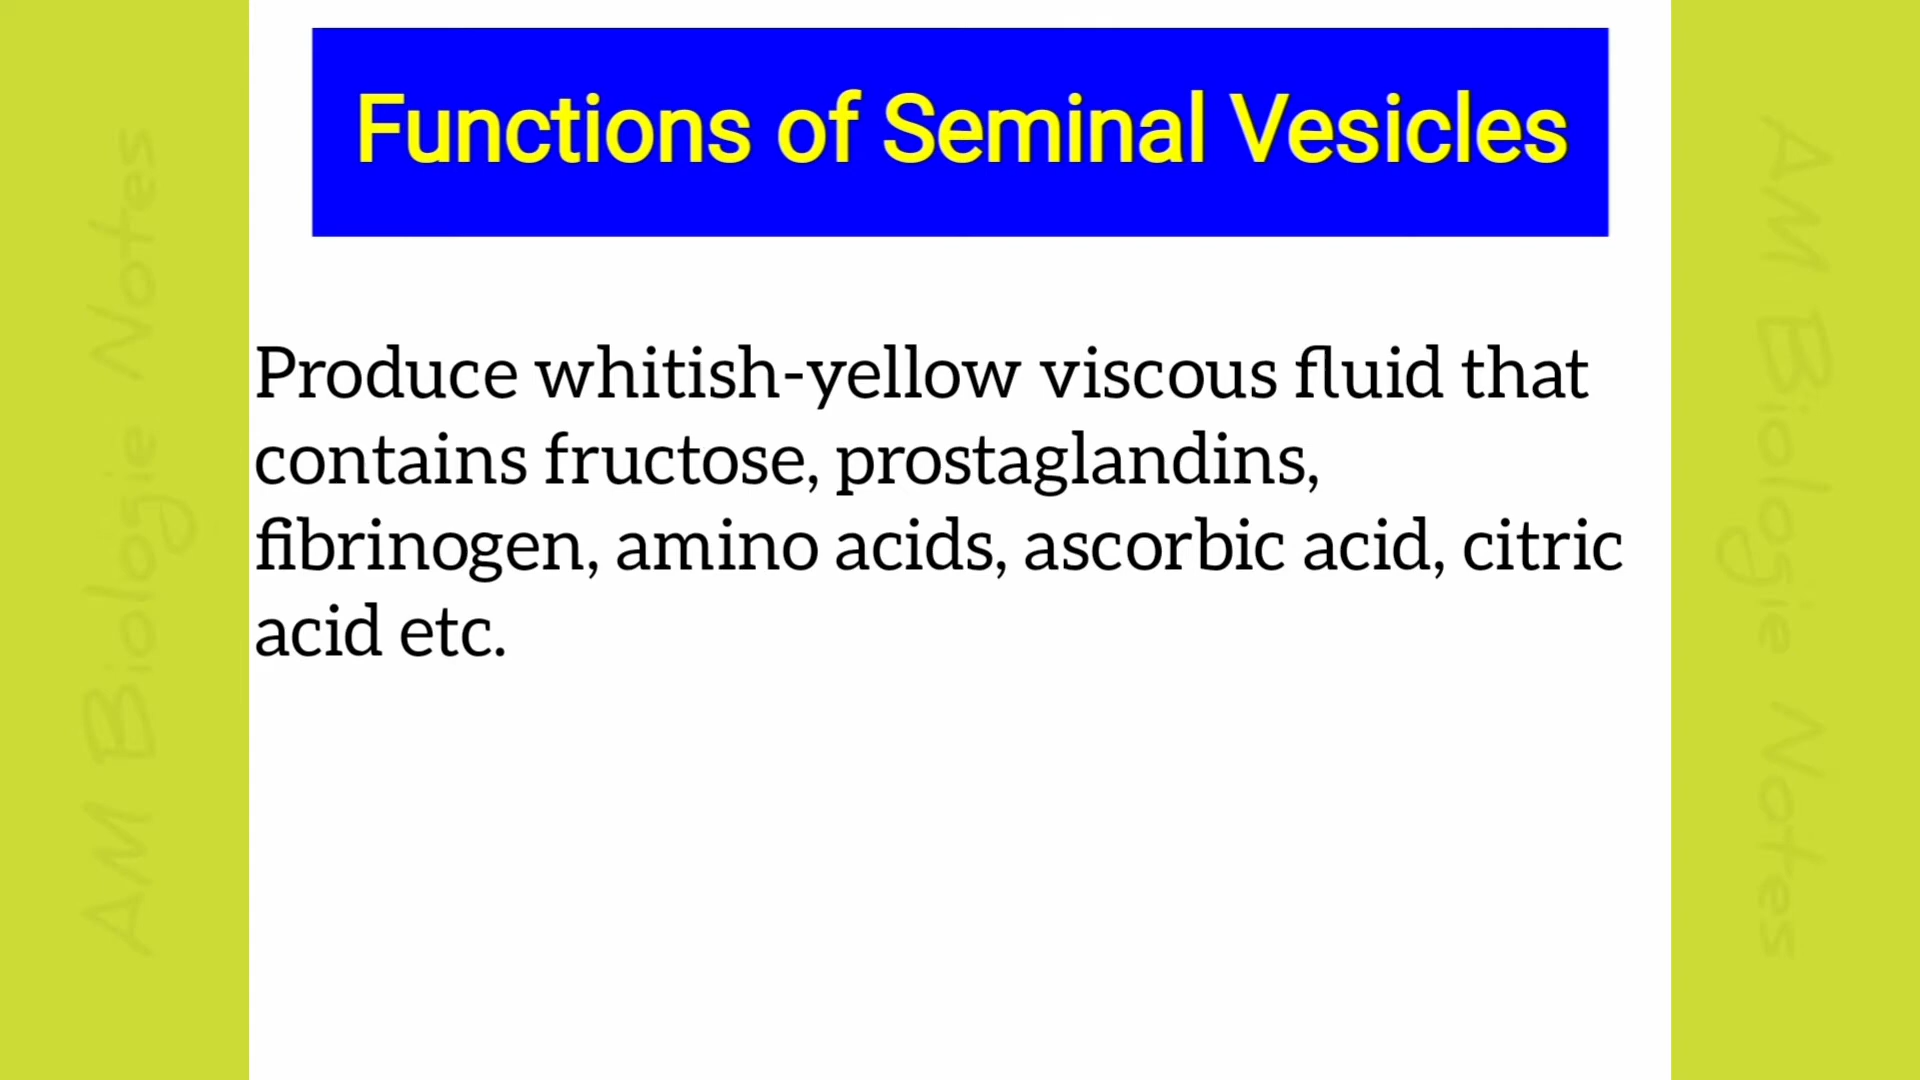 Functions of Seminal Vesicles
Produce whitish-yellow viscous fluid that
contains fructose, prostaglandins,
fibrinogen, amino acids, ascorbic acid, citric
acid etc.
AM Biologie Notes
AM Biologie Notes